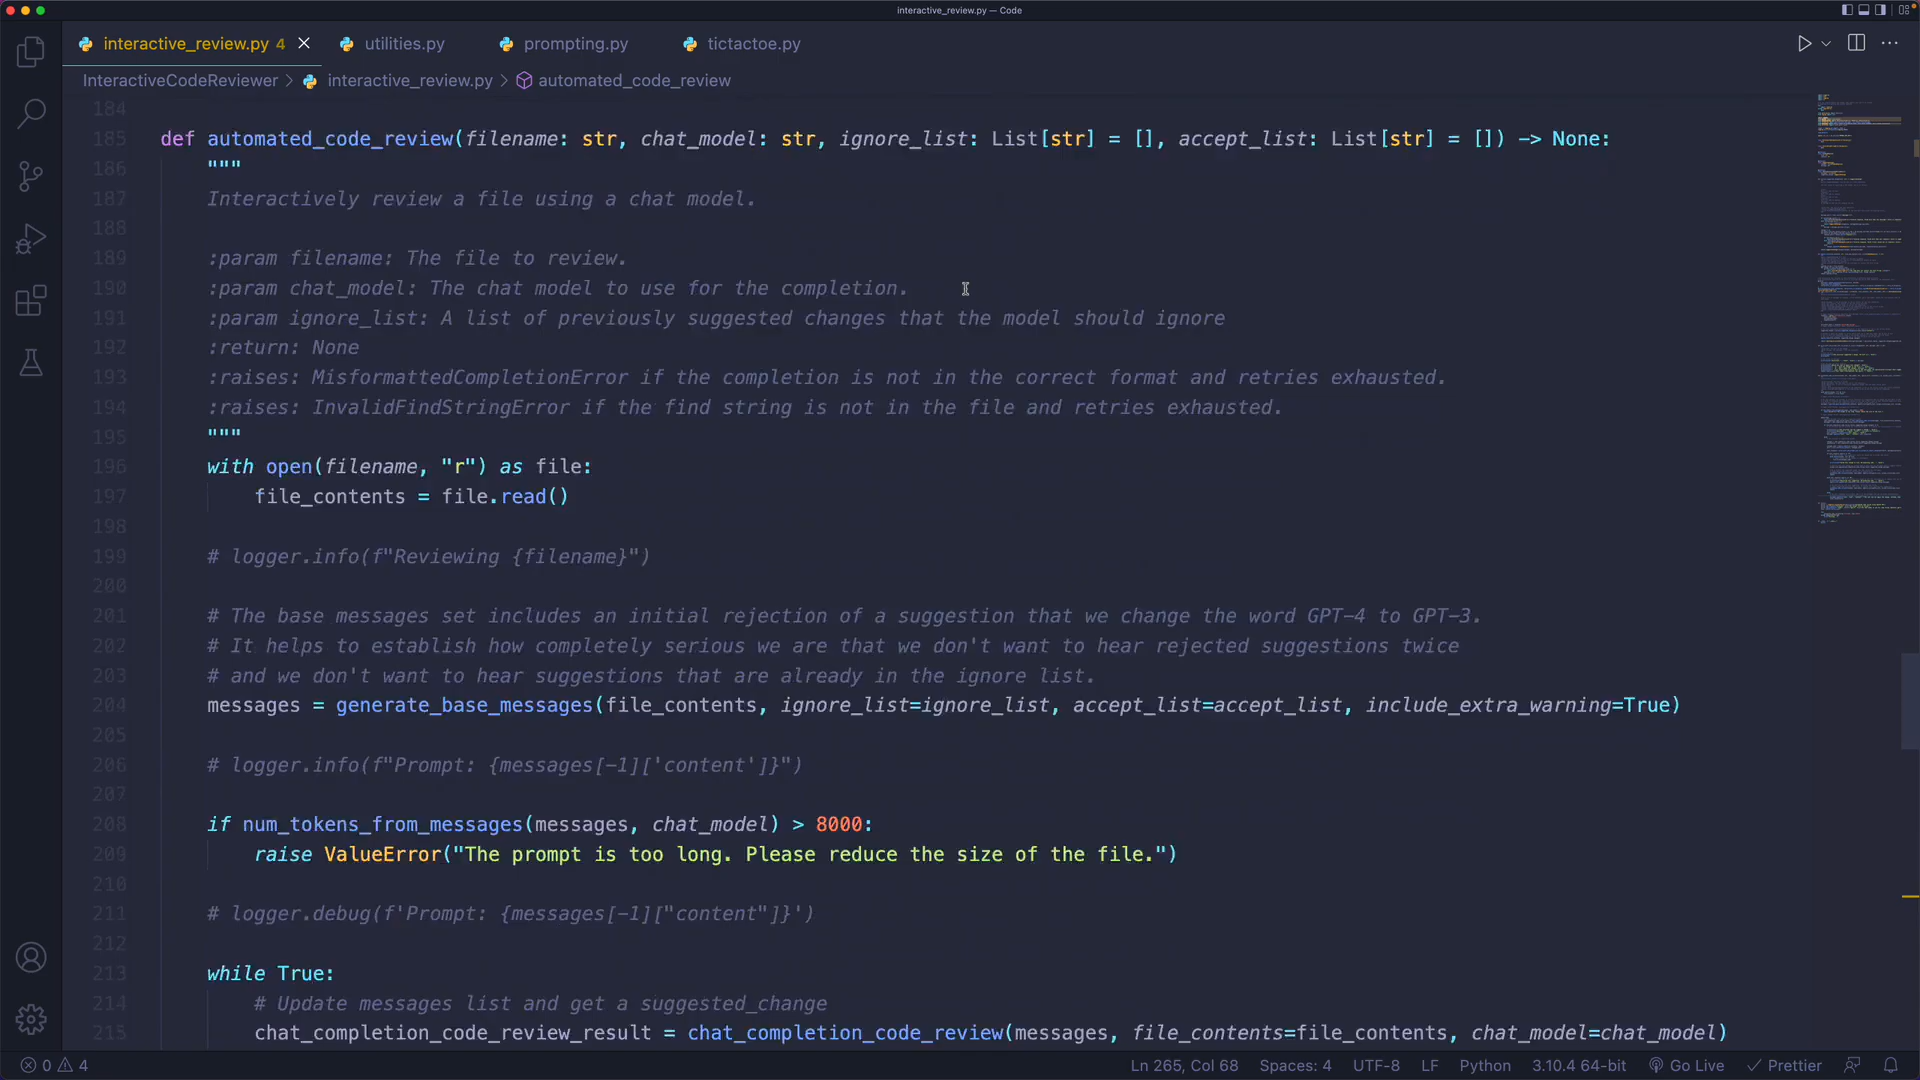 interactive_review.py — Code
interactive_review.py 4 utilities.py prompting.py tictactoe.py
InteractiveCodeReviewer > interactive_review.py > automated_code_review
184
185 def automated_code_review(filename: str, chat_model: str, ignore_list: List[str] = [], accept_list: List[str] = []) -> None:
186 """
187 Interactively review a file using a chat model.
188
189 :param filename: The file to review.
190 :param chat_model: The chat model to use for the completion.
191 :param ignore_list: A list of previously suggested changes that the model should ignore
192 :return: None
193 :raises: MisformattedCompletionError if the completion is not in the correct format and retries exhausted.
194 :raises: InvalidFindStringError if the find string is not in the file and retries exhausted.
195 """
196 with open(filename, "r") as file:
197 file_contents = file.read()
198
199 # logger.info(f"Reviewing {filename}")
200
201 # The base messages set includes an initial rejection of a suggestion that we change the word GPT-4 to GPT-3.
202 # It helps to establish how completely serious we are that we don't want to hear rejected suggestions twice
203 # and we don't want to hear suggestions that are already in the ignore list.
204 messages = generate_base_messages(file_contents, ignore_list=ignore_list, accept_list=accept_list, include_extra_warning=True)
205
206 # logger.info(f"Prompt: {messages[-1]['content']}")
207
208 if num_tokens_from_messages(messages, chat_model) > 8000:
209 raise ValueError("The prompt is too long. Please reduce the size of the file.")
210
211 # logger.debug(f'Prompt: {messages[-1]["content"]}')
212
213 while True:
214 # Update messages list and get a suggested_change
215 chat_completion_code_review_result = chat_completion_code_review(messages, file_contents=file_contents, chat_model=chat_model)
0 4 Ln 265, Col 68 Spaces: 4 UTF-8 LF Python 3.10.4 64-bit Go Live Prettier